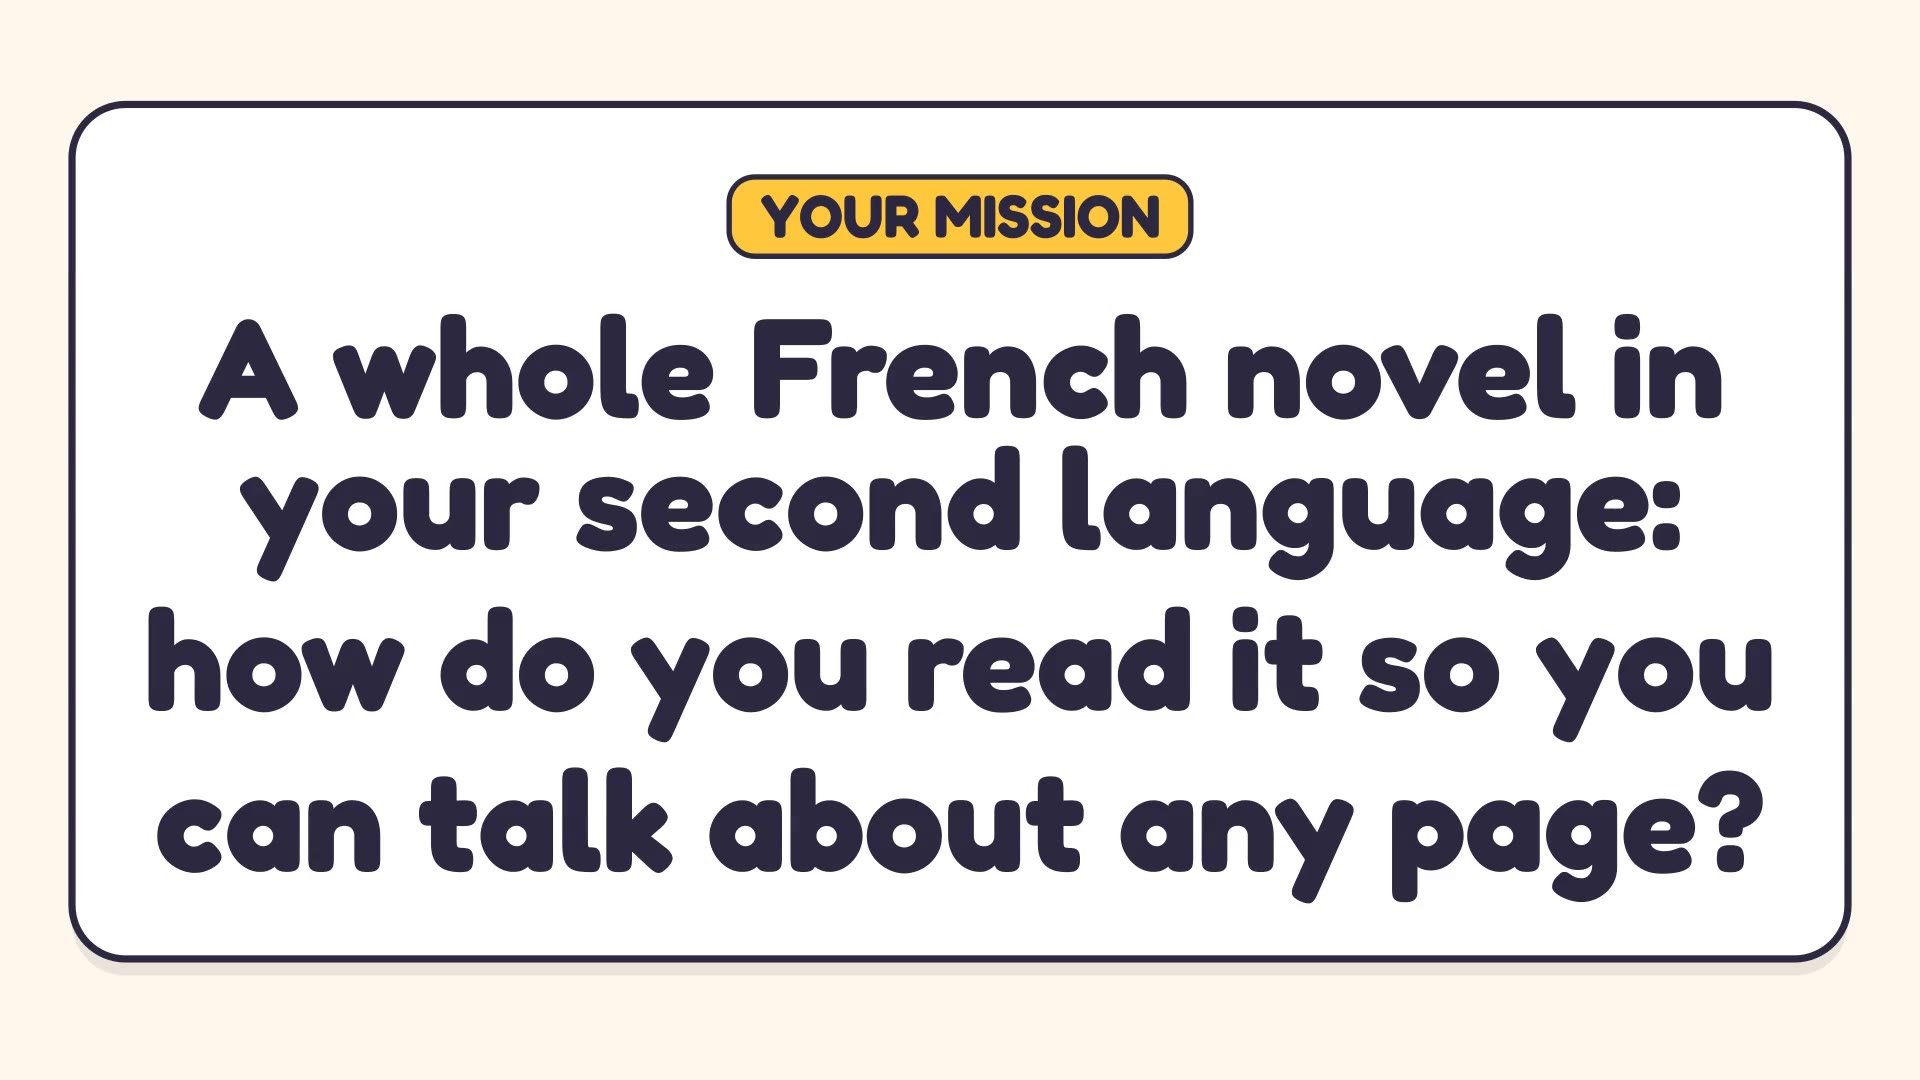 YOUR MISSION
A whole French novel in
your second language:
how do you read it so you
can talk about any page?